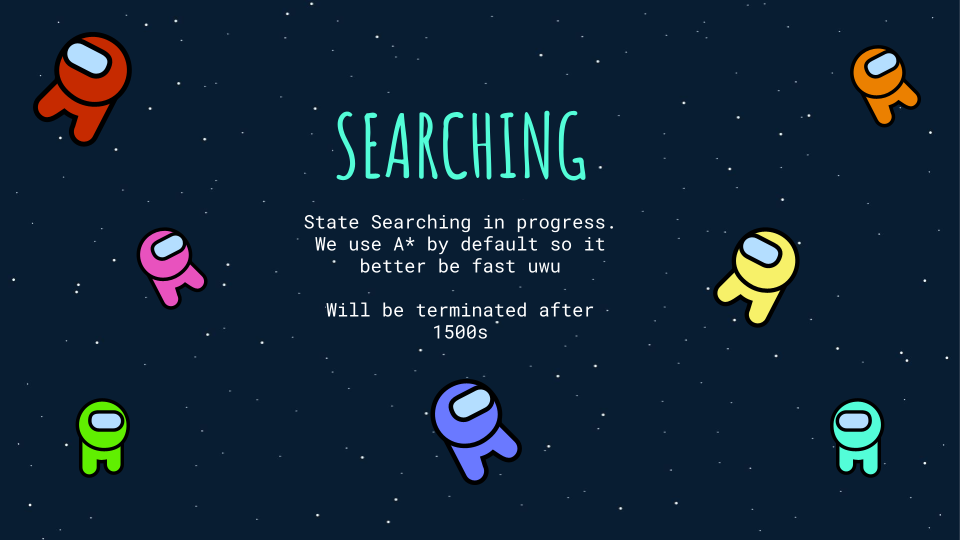 SEARCHING
State Searching in progress.
We use A* by default so it
better be fast uwu
Will be terminated after
1500s